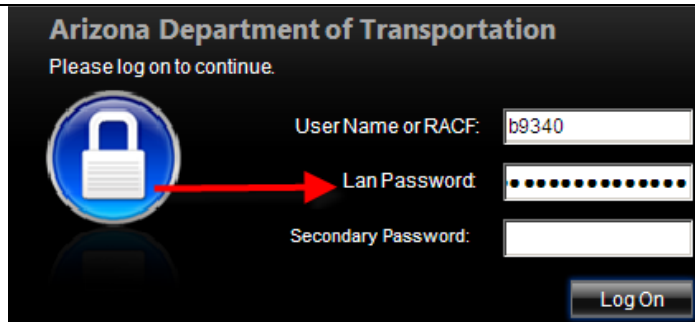 Arizona Department of Transportation
Please log on to continue.
User Name or RACF: b9340
Lan Password:
Secondary Password:
Log On